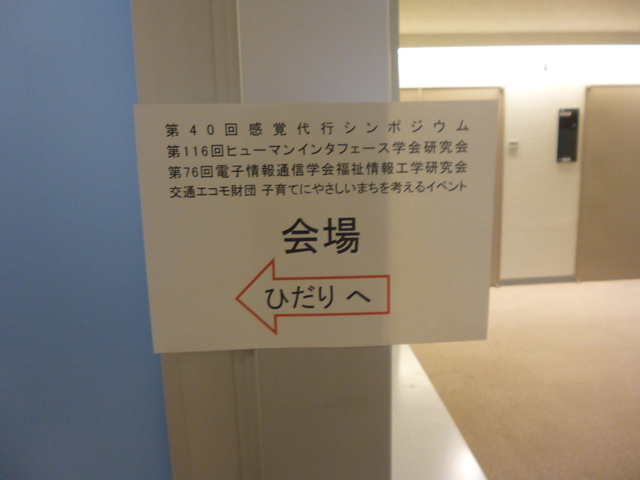 第40回感覚代行シンポジウム
第116回ヒューマンインタフェース学会研究会
第76回電子情報通信学会福祉情報工学研究会
交通エコモ財団 子育てにやさしいまちを考えるイベント
会場
ひだり へ